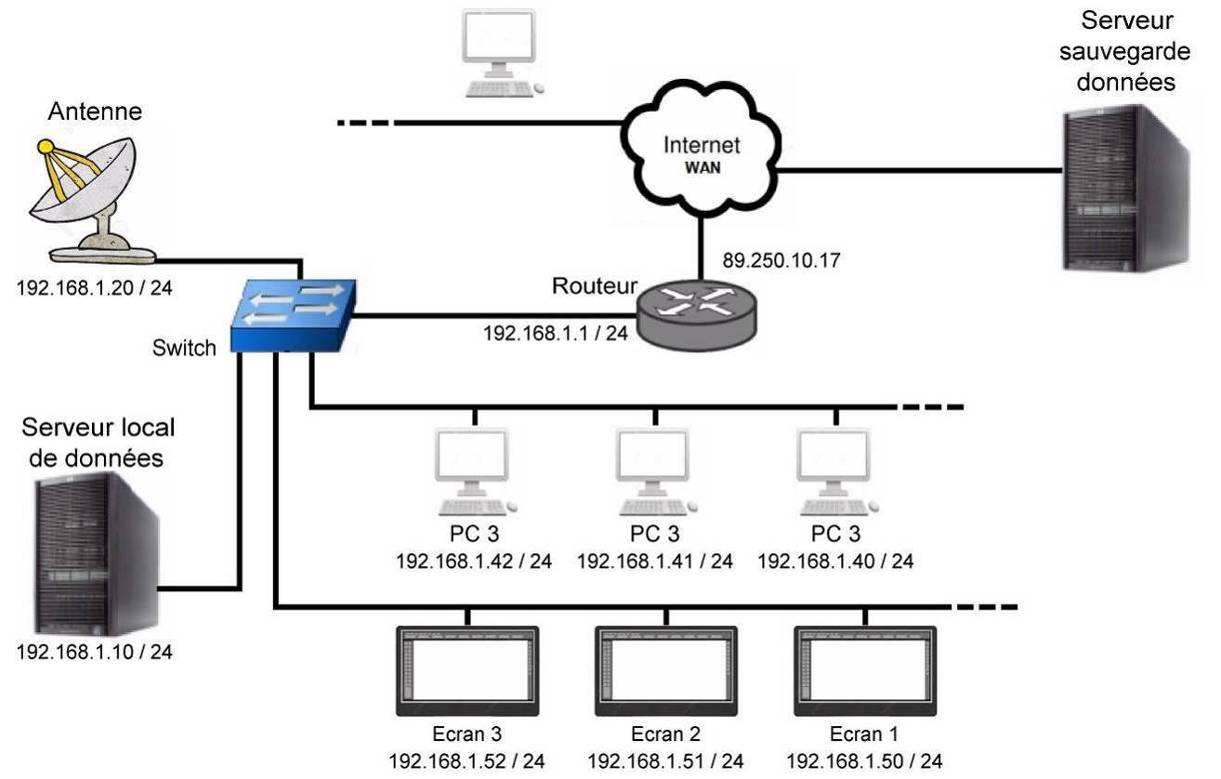 Serveur
sauvegarde
données
Antenne
Internet
WAN
192.168.1.20 / 24
89.250.10.17
Routeur
192.168.1.1 / 24
Switch
Serveur local
de données
PC 3
PC 3
PC 3
192.168.1.42 / 24
192.168.1.41 / 24
192.168.1.40 / 24
192.168.1.10 / 24
Ecran 3
Ecran 2
Ecran 1
192.168.1.52 / 24
192.168.1.51 / 24
192.168.1.50 / 24